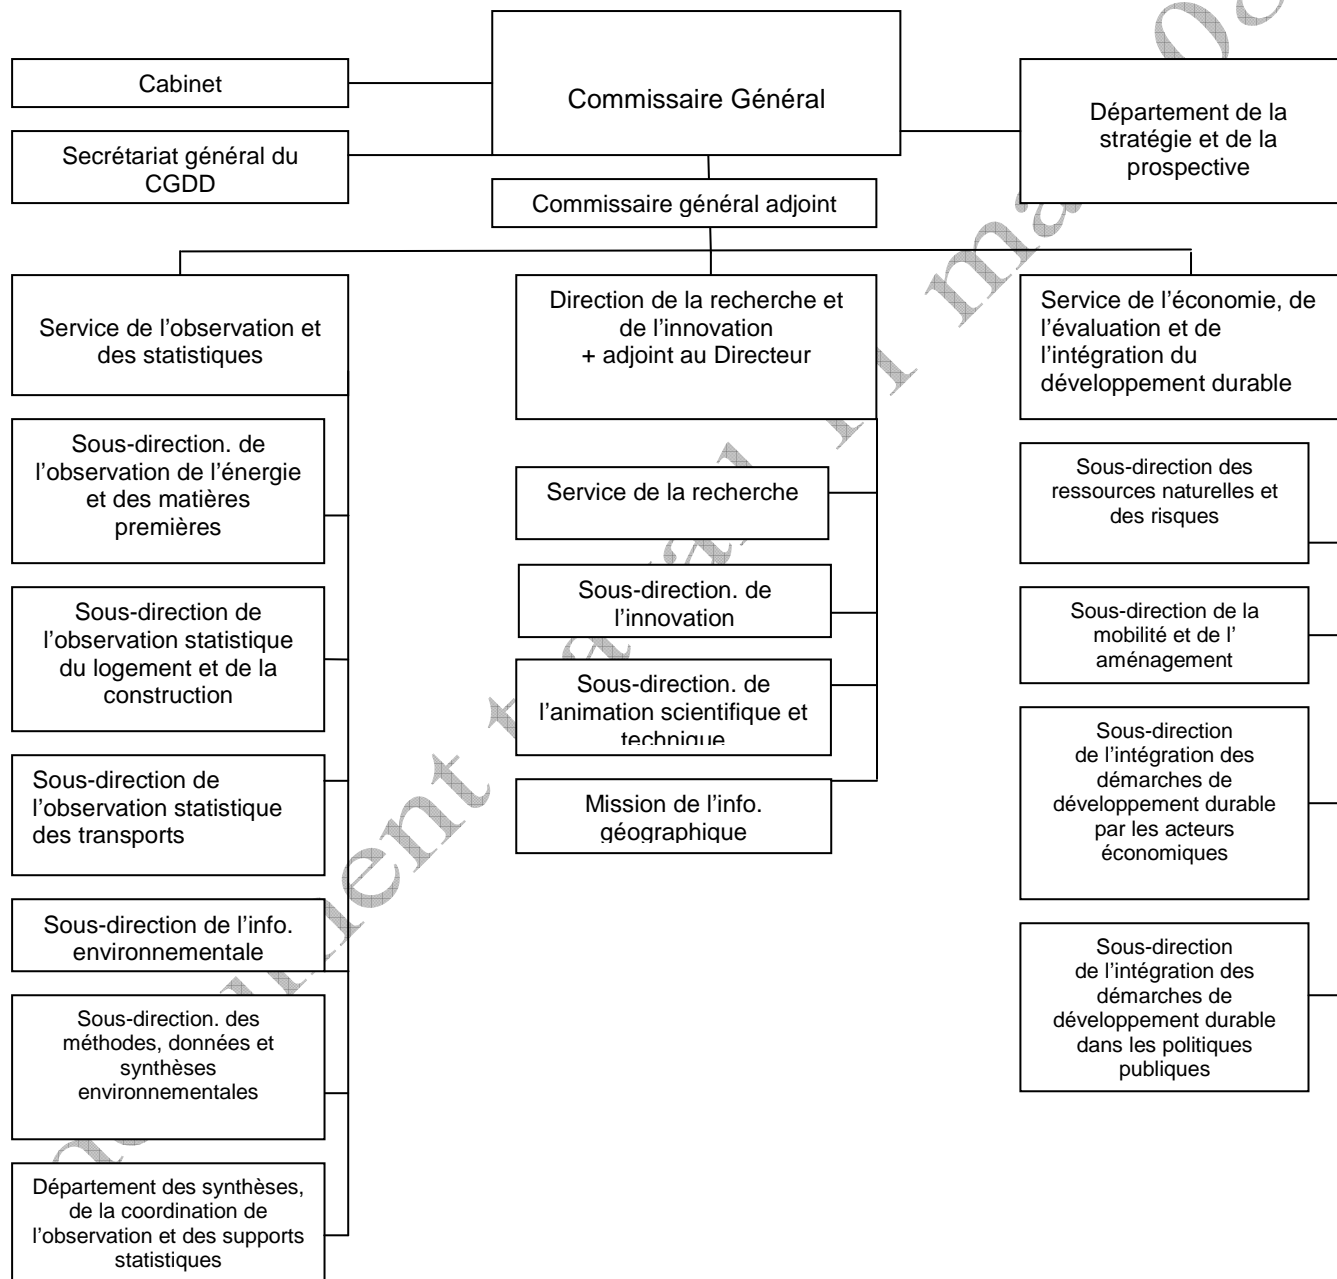 Cabinet
Commissaire Général
Département de la
stratégie et de la
prospective
Secrétariat général du
CGDD
Commissaire général adjoint
Service de l’observation et
des statistiques
Sous-direction. de
l’observation de l’énergie
et des matières
premières
Sous-direction de
l’observation statistique
du logement et de la
construction
Sous-direction de
l’observation statistique
des transports
Sous-direction de l’info.
environnementale
Sous-direction. des
méthodes, données et
synthèses
environnementales
Département des synthèses,
de la coordination de
l’observation et des supports
statistiques
Direction de la recherche et
de l’innovation
+ adjoint au Directeur
Service de la recherche
Sous-direction. de
l’innovation
Sous-direction. de
l’animation scientifique et
technique
Mission de l’info.
géographique
Service de l’économie, de
l’évaluation et de
l’intégration du
développement durable
Sous-direction des
ressources naturelles et
des risques
Sous-direction de la
mobilité et de l’
aménagement
Sous-direction
de l’intégration des
démarches de
développement durable
par les acteurs
économiques
Sous-direction
de l’intégration des
démarches de
développement durable
dans les politiques
publiques